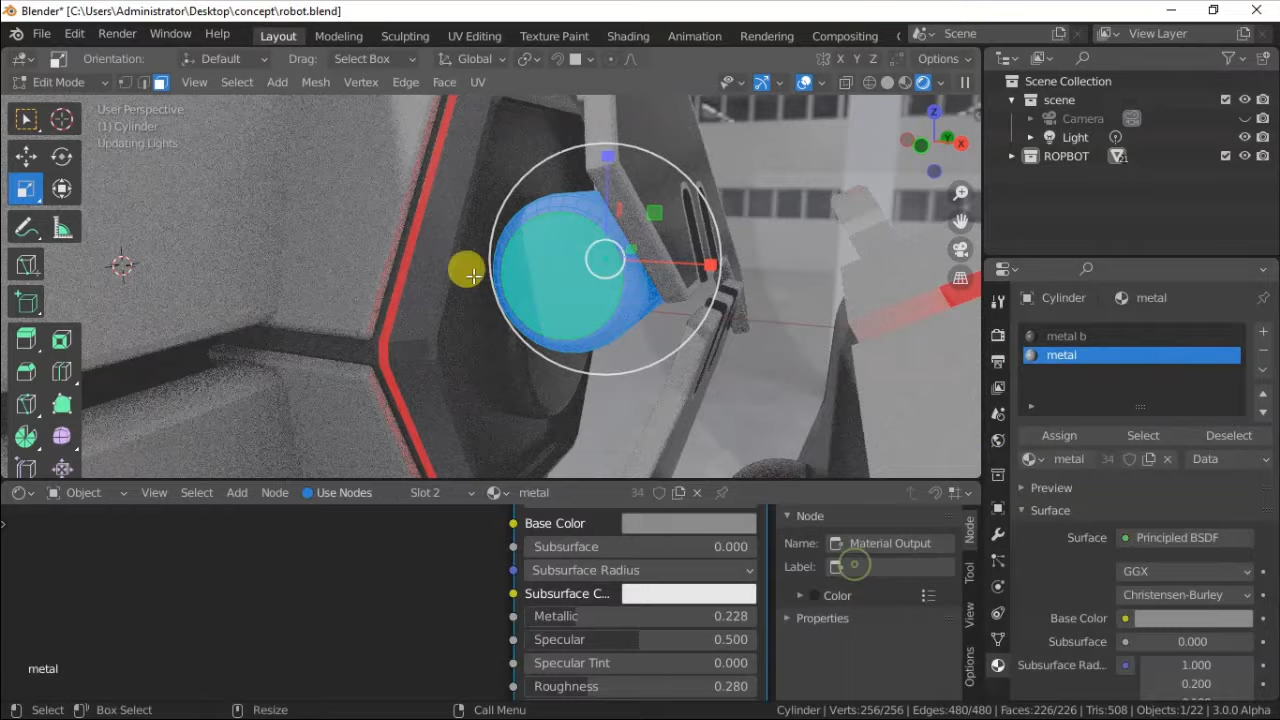 Blender* [C:\Users\Administrator\Desktop\concept\robot.blend]
File Edit Render Window Help Layout Modeling Sculpting UV Editing Texture Paint Shading Animation Rendering Compositing Scene View Layer
Orientation: Default Drag: Select Box Global X Y Z Options
Edit Mode View Select Add Mesh Vertex Edge Face UV
User Perspective
(1) Cylinder
Updating Lights
Z
Y
X
Scene Collection
scene
Camera
Light
ROPBOT 21
Cylinder metal
metal b
metal
Assign Select Deselect
metal 34 Data
Preview
Surface
Surface Principled BSDF
GGX
Christensen-Burley
Base Color
Subsurface 0.000
Subsurface Rad... 1.000
0.200
Object View Select Add Node Use Nodes Slot 2 metal 34
Base Color
Subsurface 0.000
Subsurface Radius
Subsurface C...
Metallic 0.228
Specular 0.500
Specular Tint 0.000
Roughness 0.280
metal
Node
Name: Material Output
Label:
Color
Properties
Node
Tool
View
Options
Select Box Select Resize Call Menu Cylinder | Verts:256/256 | Edges:480/480 | Faces:226/226 | Tris:508 | Objects:1/22 | 3.0.0 Alpha